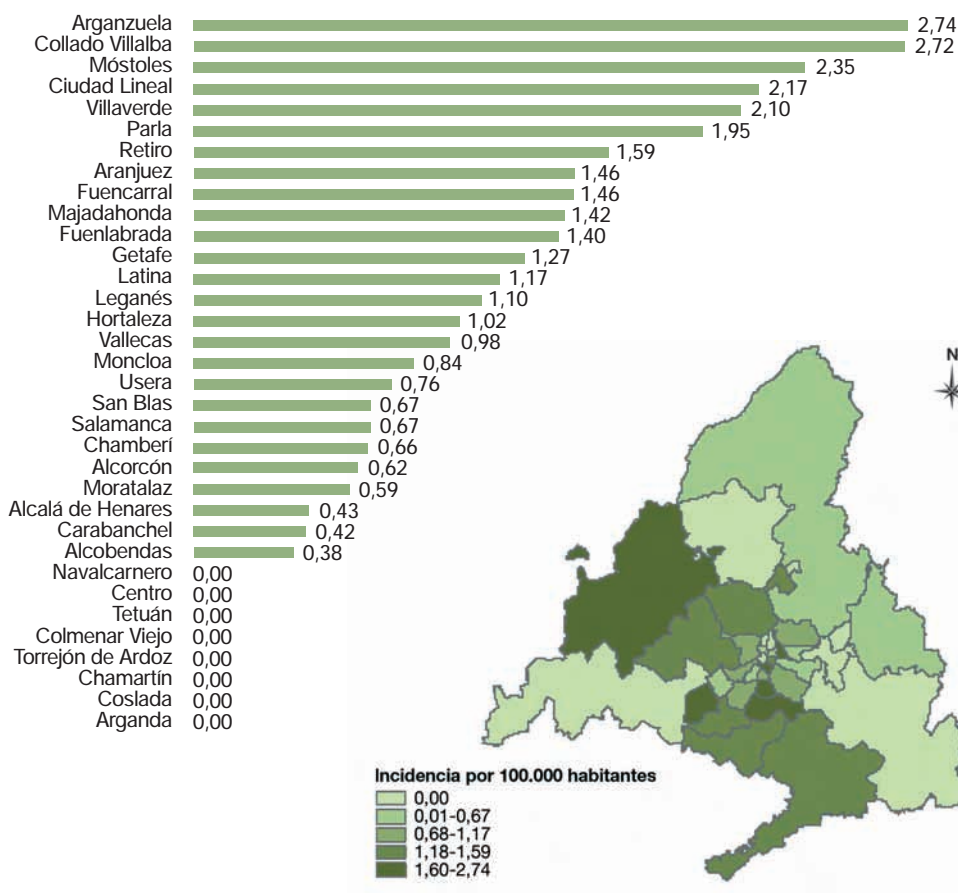 Arganzuela 2,74
Collado Villalba 2,72
Móstoles 2,35
Ciudad Lineal 2,17
Villaverde 2,10
Parla 1,95
Retiro 1,59
Aranjuez 1,46
Fuencarral 1,46
Majadahonda 1,42
Fuenlabrada 1,40
Getafe 1,27
Latina 1,17
Leganés 1,10
Hortaleza 1,02
Vallecas 0,98
Moncloa 0,84
Usera 0,76
San Blas 0,67
Salamanca 0,67
Chamberí 0,66
Alcorcón 0,62
Moratalaz 0,59
Alcalá de Henares 0,43
Carabanchel 0,42
Alcobendas 0,38
Navalcarnero 0,00
Centro 0,00
Tetuán 0,00
Colmenar Viejo 0,00
Torrejón de Ardoz 0,00
Chamartín 0,00
Coslada 0,00
Arganda 0,00
N
Incidencia por 100.000 habitantes
0,00
0,01-0,67
0,68-1,17
1,18-1,59
1,60-2,74